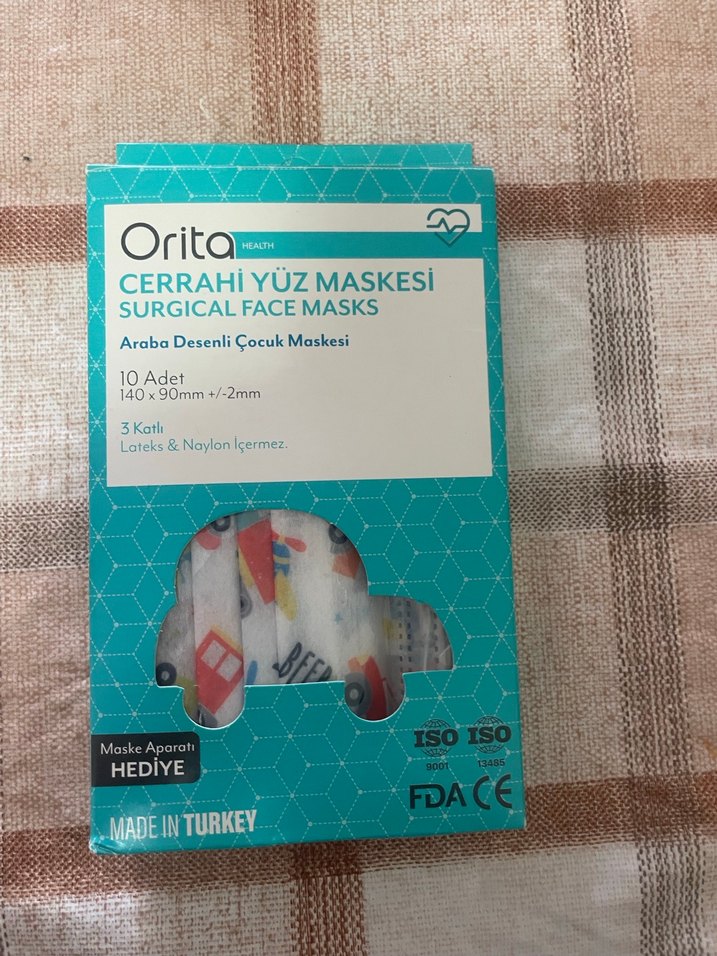 Orita HEALTH
CERRAHİ YÜZ MASKESİ
SURGICAL FACE MASKS
Araba Desenli Çocuk Maskesi
10 Adet
140 x 90mm +/-2mm
3 Katlı
Lateks & Naylon İçermez.
BEEP
Maske Aparatı
HEDİYE
ISO ISO
9001 13485
FDA CE
MADE IN TURKEY